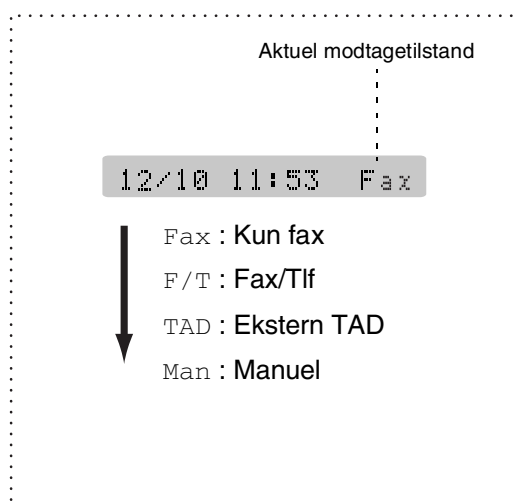 Aktuel modtagetilstand
12/10 11:53 Fax
Fax : Kun fax
F/T : Fax/Tlf
TAD : Ekstern TAD
Man : Manuel